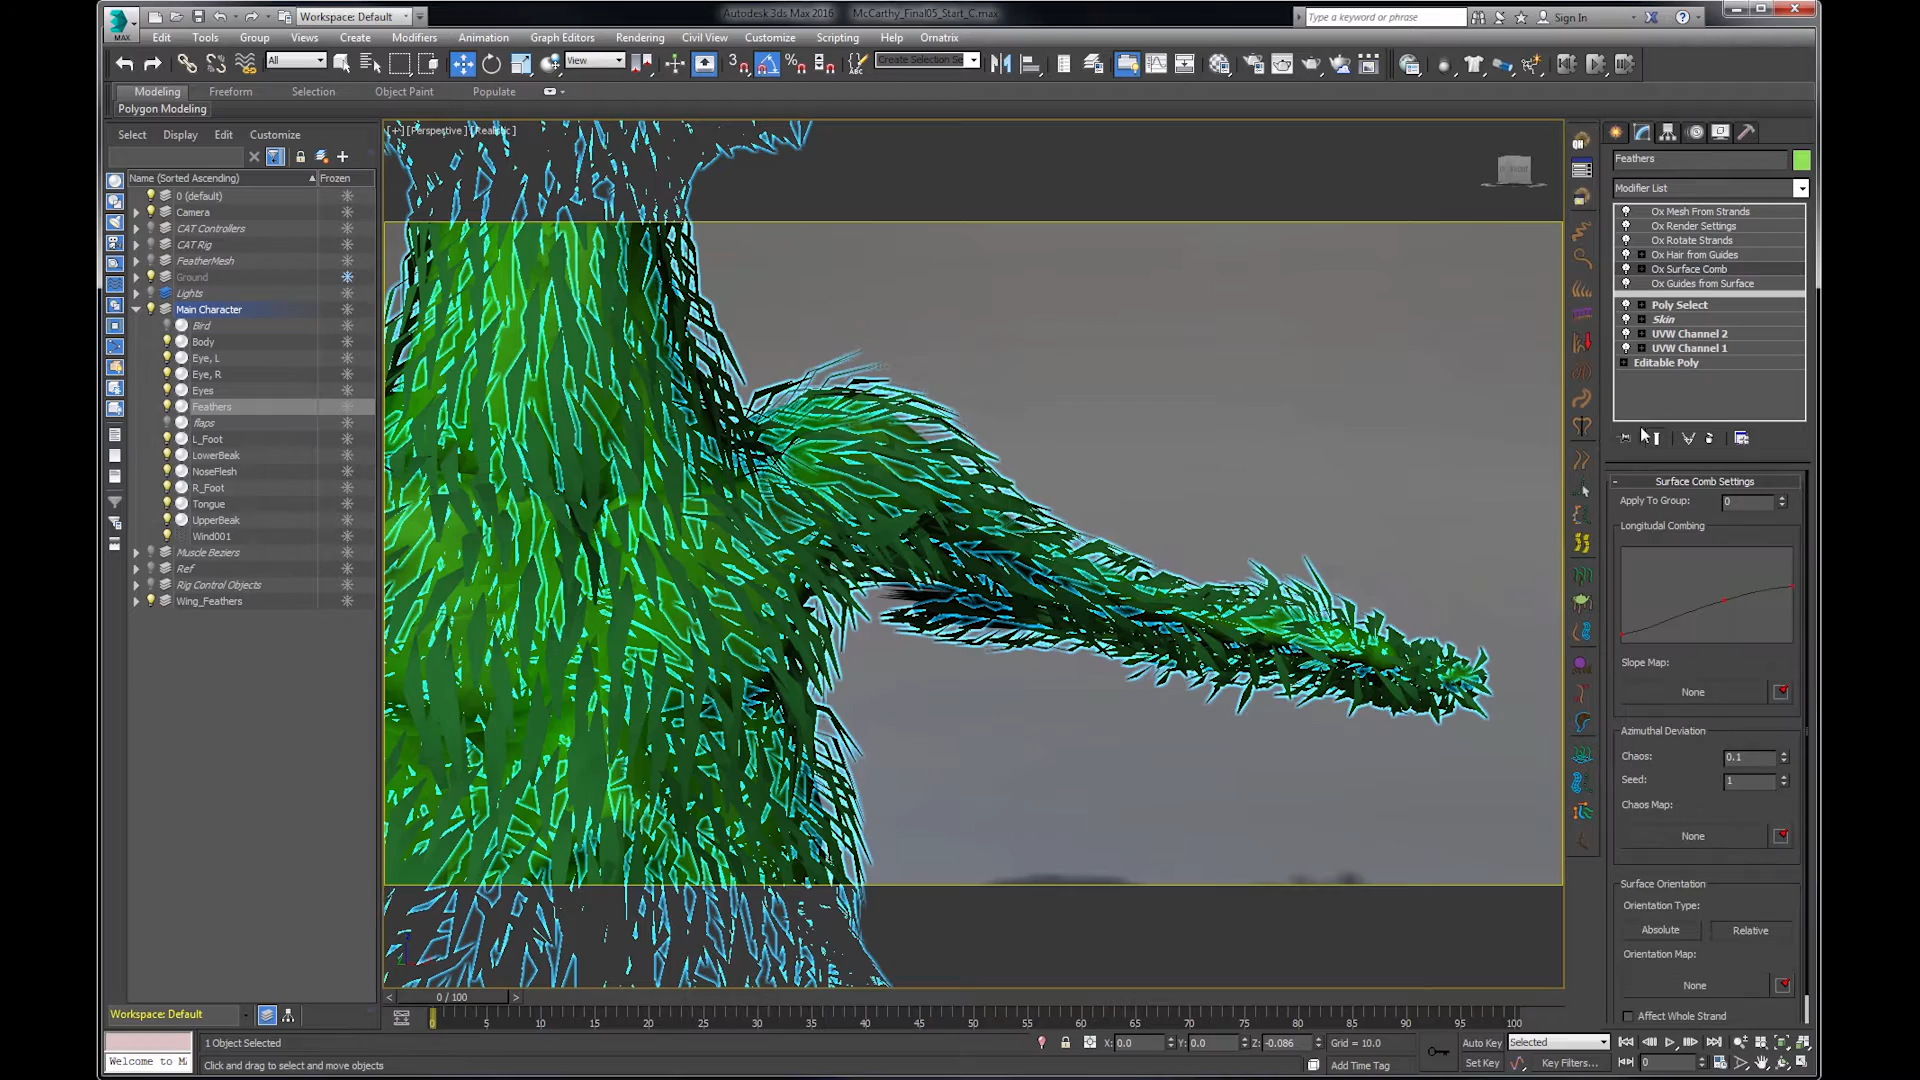 Workspace: Default
Autodesk 3ds Max 2016
McCarthy_Final05_Start_C.max
Type a keyword or phrase
Sign In
MAX
Edit
Tools
Group
Views
Create
Modifiers
Animation
Graph Editors
Rendering
Civil View
Customize
Scripting
Help
Ornatrix
All
View
Create Selection Se
Modeling
Freeform
Selection
Object Paint
Populate
Polygon Modeling
Select
Display
Edit
Customize
Name (Sorted Ascending)
Frozen
0 (default)
Camera
CAT Controllers
CAT Rig
FeatherMesh
Ground
Lights
Main Character
Bird
Body
Eye, L
Eye, R
Eyes
Feathers
flaps
L_Foot
LowerBeak
NoseFlesh
R_Foot
Tongue
UpperBeak
Wind001
Muscle Beziers
Ref
Rig Control Objects
Wing_Feathers
[+] [Perspective] [Realistic]
Feathers
Modifier List
Ox Mesh From Strands
Ox Render Settings
Ox Rotate Strands
Ox Hair from Guides
Ox Surface Comb
Ox Guides from Surface
Poly Select
Skin
UVW Channel 2
UVW Channel 1
Editable Poly
Surface Comb Settings
Apply To Group: 0
Longitudal Combing
Slope Map:
None
Azimuthal Deviation
Chaos: 0.1
Seed: 1
Chaos Map:
None
Surface Orientation
Orientation Type:
Absolute
Relative
Orientation Map:
None
Affect Whole Strand
0 / 100
Workspace: Default
0 5 10 15 20 25 30 35 40 45 50 55 60 65 70 75 80 85 90 95 100
1 Object Selected
X: 0.0
Y: 0.0
Z: -0.086
Grid = 10.0
Auto Key
Selected
Welcome to M
Click and drag to select and move objects
Add Time Tag
Set Key
Key Filters...
0